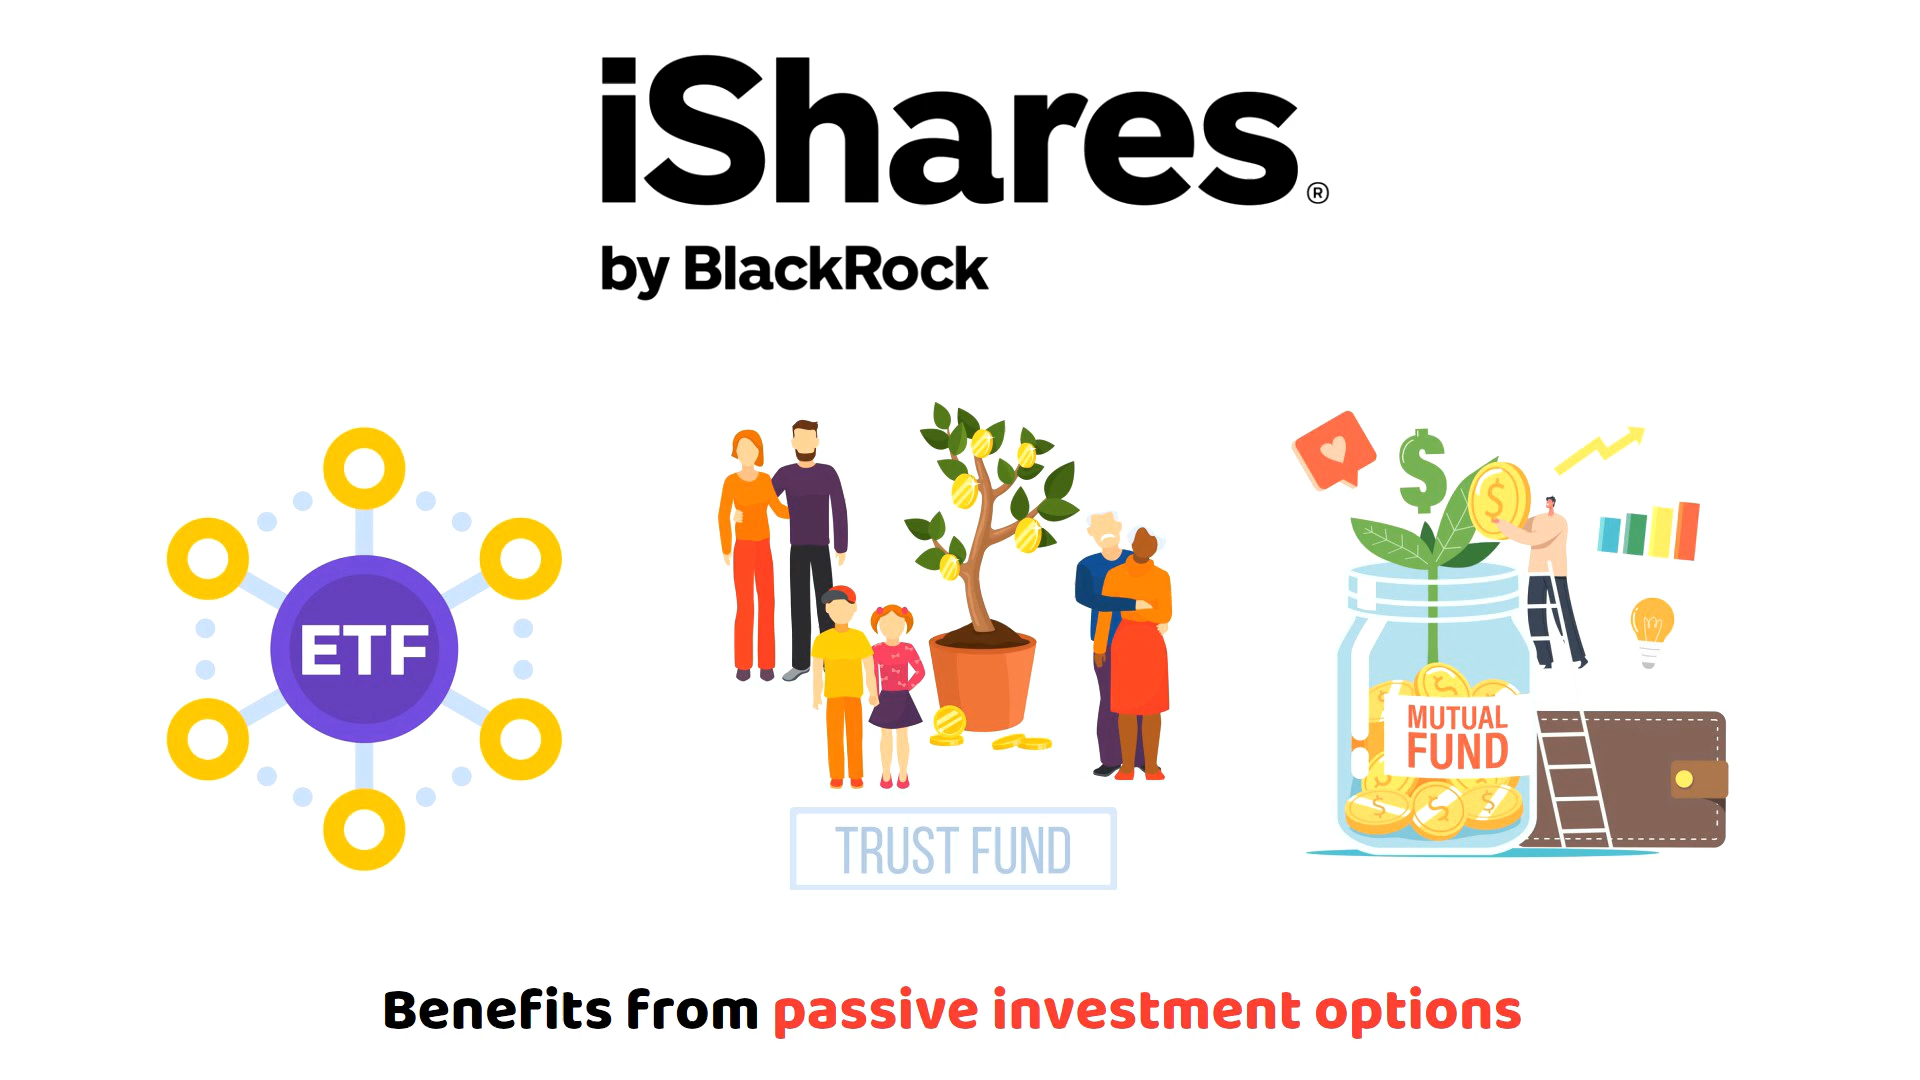 iShares®
by BlackRock
ETF
TRUST FUND
MUTUAL
FUND
Benefits from passive investment options